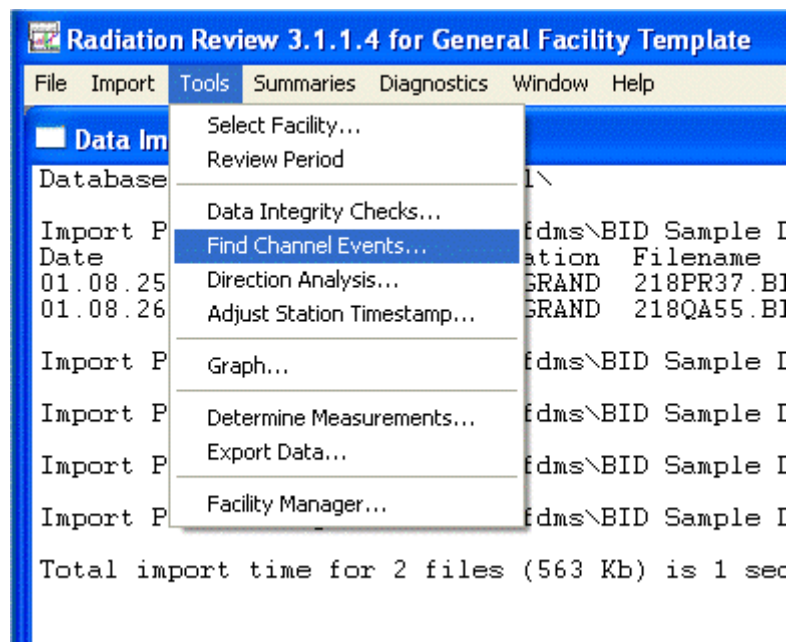 Radiation Review 3.1.1.4 for General Facility Template
File Import Tools Summaries Diagnostics Window Help
Data Im
Select Facility...
Review Period
Data Integrity Checks...
Find Channel Events...
Direction Analysis...
Adjust Station Timestamp...
Graph...
Determine Measurements...
Export Data...
Facility Manager...
Database l\
Import P fdms\BID Sample D
Date ation Filename
01.08.25 GRAND 218PR37.BI
01.08.26 GRAND 218QA55.BI
Import P fdms\BID Sample D
Import P fdms\BID Sample D
Import P fdms\BID Sample D
Import P fdms\BID Sample D
Total import time for 2 files (563 Kb) is 1 sec